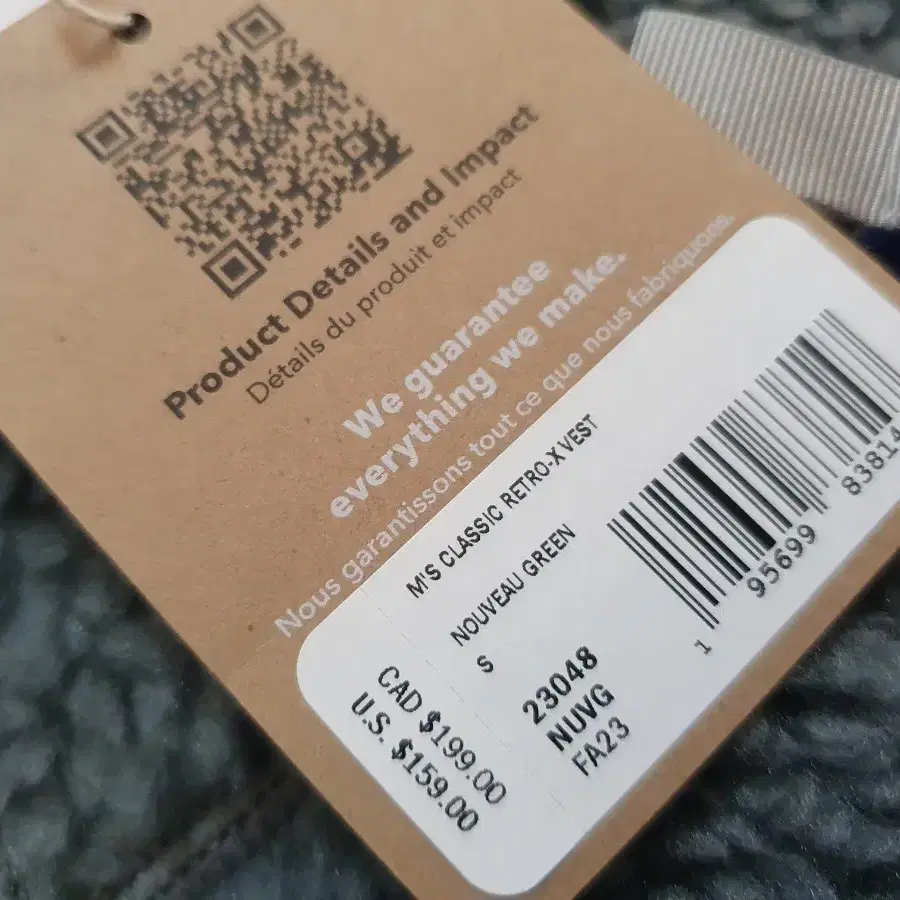 Product Details and Impact
Détails du produit et impact
We guarantee
everything we make.
Nous garantissons tout ce que nous fabriquons.
M'S CLASSIC RETRO-X VEST
NOUVEAU GREEN
S
23048
NUVG
FA23
CAD $199.00
U.S. $159.00
1 95699 83814